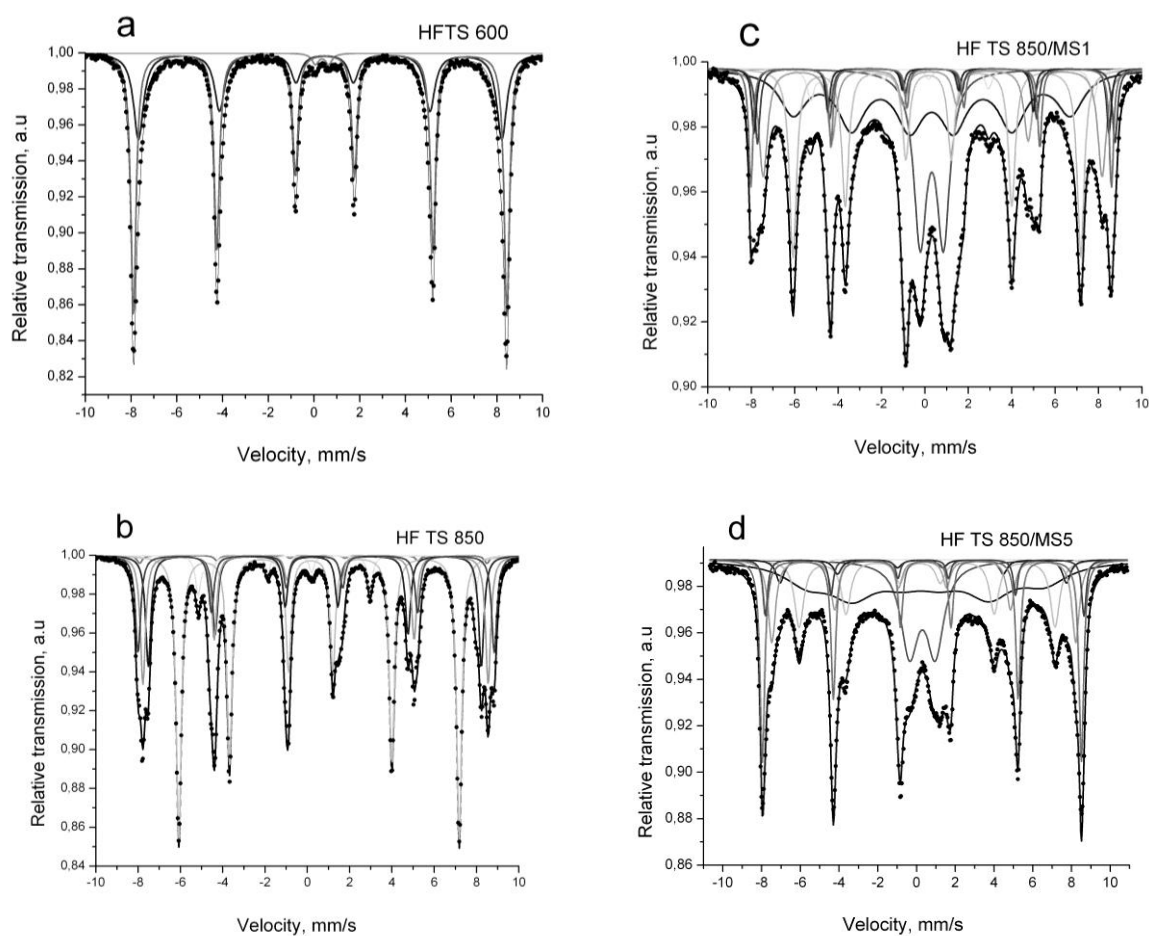 a
HFTS 600
1,00
0,98
0,96
0,94
0,92
0,90
0,88
0,86
0,84
0,82
-10 -8 -6 -4 -2 0 2 4 6 8 10
Relative transmission, a.u
Velocity, mm/s
c
HF TS 850/MS1
1,00
0,98
0,96
0,94
0,92
0,90
-10 -8 -6 -4 -2 0 2 4 6 8 10
Relative transmission, a.u
Velocity, mm/s
b
HF TS 850
1,00
0,98
0,96
0,94
0,92
0,90
0,88
0,86
0,84
-10 -8 -6 -4 -2 0 2 4 6 8 10
Relative transmission, a.u
Velocity, mm/s
d
HF TS 850/MS5
0,98
0,96
0,94
0,92
0,90
0,88
0,86
-10 -8 -6 -4 -2 0 2 4 6 8 10
Relative transmission, a.u
Velocity, mm/s